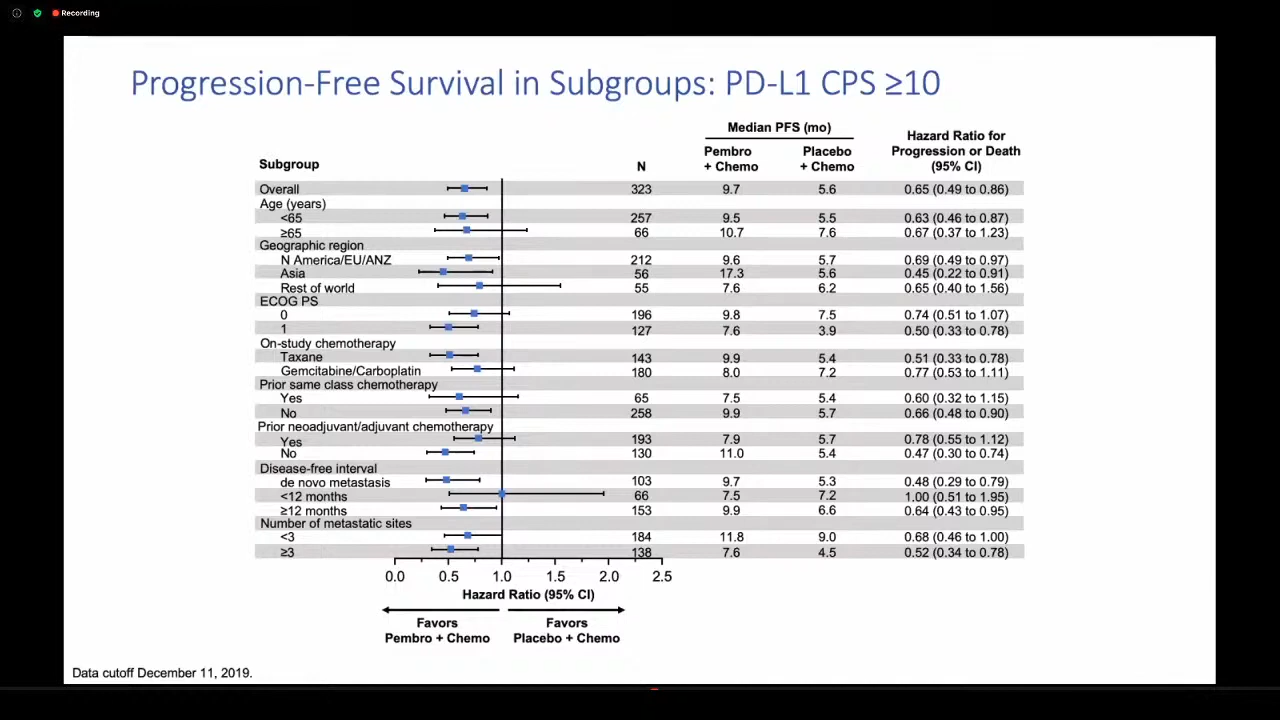 Recording
Progression-Free Survival in Subgroups: PD-L1 CPS ≥10
Median PFS (mo)
Subgroup N Pembro + Chemo Placebo + Chemo Hazard Ratio for Progression or Death (95% CI)
Overall 323 9.7 5.6 0.65 (0.49 to 0.86)
Age (years)
<65 257 9.5 5.5 0.63 (0.46 to 0.87)
≥65 66 10.7 7.6 0.67 (0.37 to 1.23)
Geographic region
N America/EU/ANZ 212 9.6 5.7 0.69 (0.49 to 0.97)
Asia 56 17.3 5.6 0.45 (0.22 to 0.91)
Rest of world 55 7.6 6.2 0.65 (0.40 to 1.56)
ECOG PS
0 196 9.8 7.5 0.74 (0.51 to 1.07)
1 127 7.6 3.9 0.50 (0.33 to 0.78)
On-study chemotherapy
Taxane 143 9.9 5.4 0.51 (0.33 to 0.78)
Gemcitabine/Carboplatin 180 8.0 7.2 0.77 (0.53 to 1.11)
Prior same class chemotherapy
Yes 65 7.5 5.4 0.60 (0.32 to 1.15)
No 258 9.9 5.7 0.66 (0.48 to 0.90)
Prior neoadjuvant/adjuvant chemotherapy
Yes 193 7.9 5.7 0.78 (0.55 to 1.12)
No 130 11.0 5.4 0.47 (0.30 to 0.74)
Disease-free interval
de novo metastasis 103 9.7 5.3 0.48 (0.29 to 0.79)
<12 months 66 7.5 7.2 1.00 (0.51 to 1.95)
≥12 months 153 9.9 6.6 0.64 (0.43 to 0.95)
Number of metastatic sites
<3 184 11.8 9.0 0.68 (0.46 to 1.00)
≥3 138 7.6 4.5 0.52 (0.34 to 0.78)
0.0 0.5 1.0 1.5 2.0 2.5
Hazard Ratio (95% CI)
Favors Pembro + Chemo
Favors Placebo + Chemo
Data cutoff December 11, 2019.